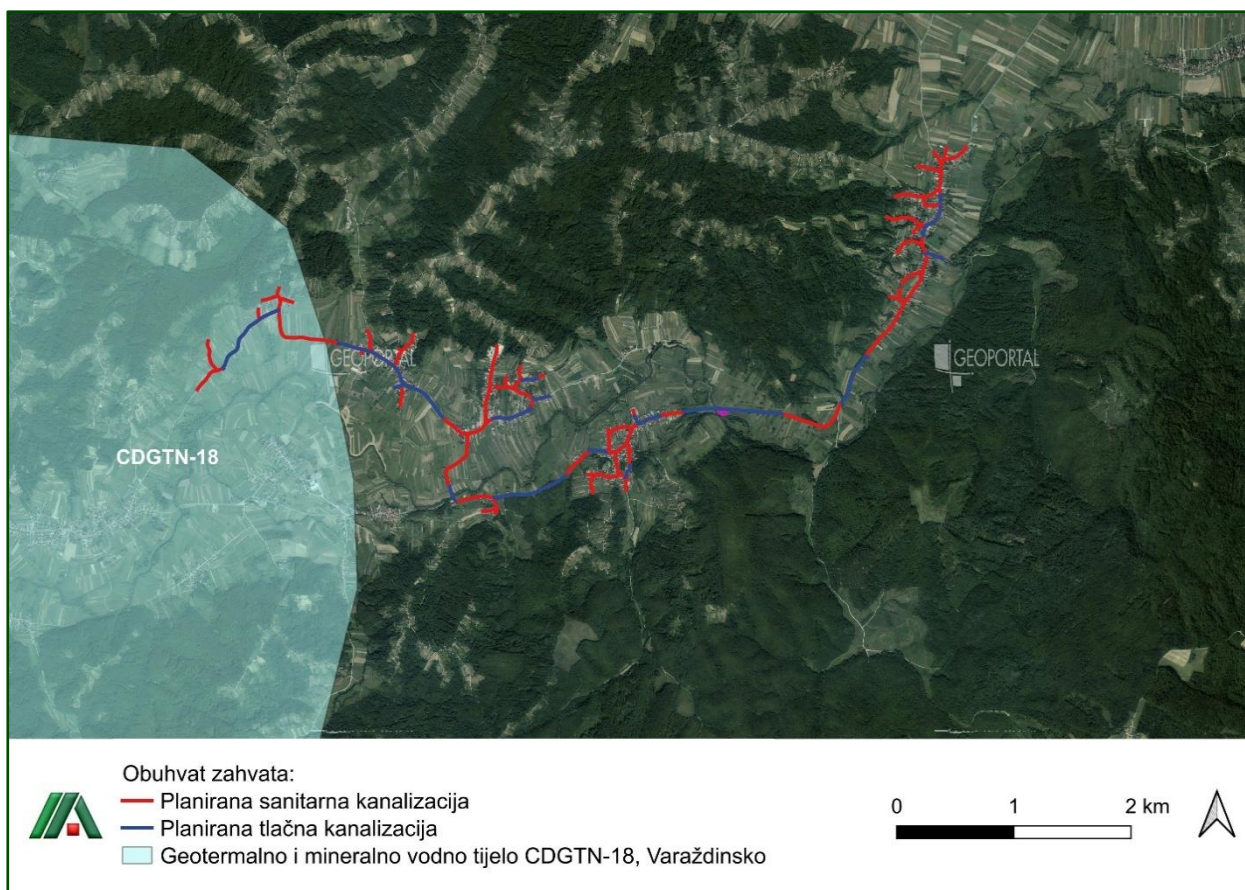 GEOPORTAL
GEOPORTAL
CDGTN-18
Obuhvat zahvata:
Planirana sanitarna kanalizacija
Planirana tlačna kanalizacija
Geotermalno i mineralno vodno tijelo CDGTN-18, Varaždinsko
0 1 2 km